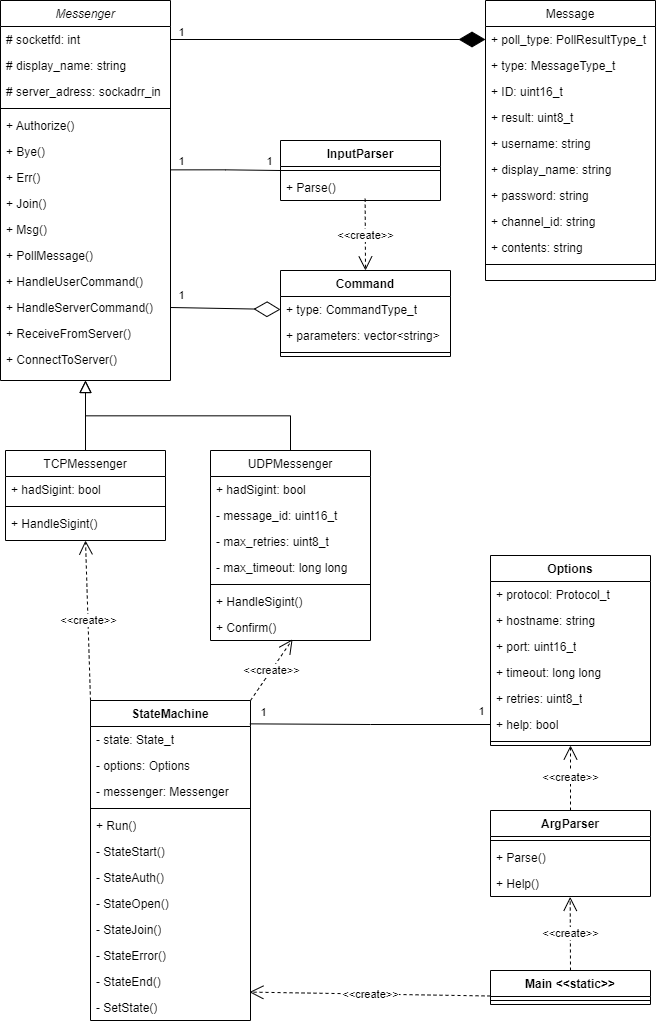 Messenger
# socketfd: int
# display_name: string
# server_adress: sockadrr_in
+ Authorize()
+ Bye()
+ Err()
+ Join()
+ Msg()
+ PollMessage()
+ HandleUserCommand()
+ HandleServerCommand()
+ ReceiveFromServer()
+ ConnectToServer()
1
Message
+ poll_type: PollResultType_t
+ type: MessageType_t
+ ID: uint16_t
+ result: uint8_t
+ username: string
+ display_name: string
+ password: string
+ channel_id: string
+ contents: string
1
1
InputParser
+ Parse()
<<create>>
1
Command
+ type: CommandType_t
+ parameters: vector<string>
TCPMessenger
+ hadSigint: bool
+ HandleSigint()
UDPMessenger
+ hadSigint: bool
- message_id: uint16_t
- max_retries: uint8_t
- max_timeout: long long
+ HandleSigint()
+ Confirm()
<<create>>
<<create>>
Options
+ protocol: Protocol_t
+ hostname: string
+ port: uint16_t
+ timeout: long long
+ retries: uint8_t
+ help: bool
StateMachine
- state: State_t
- options: Options
- messenger: Messenger
+ Run()
- StateStart()
- StateAuth()
- StateOpen()
- StateJoin()
- StateError()
- StateEnd()
- SetState()
1
1
<<create>>
ArgParser
+ Parse()
+ Help()
<<create>>
Main <<static>>
<<create>>